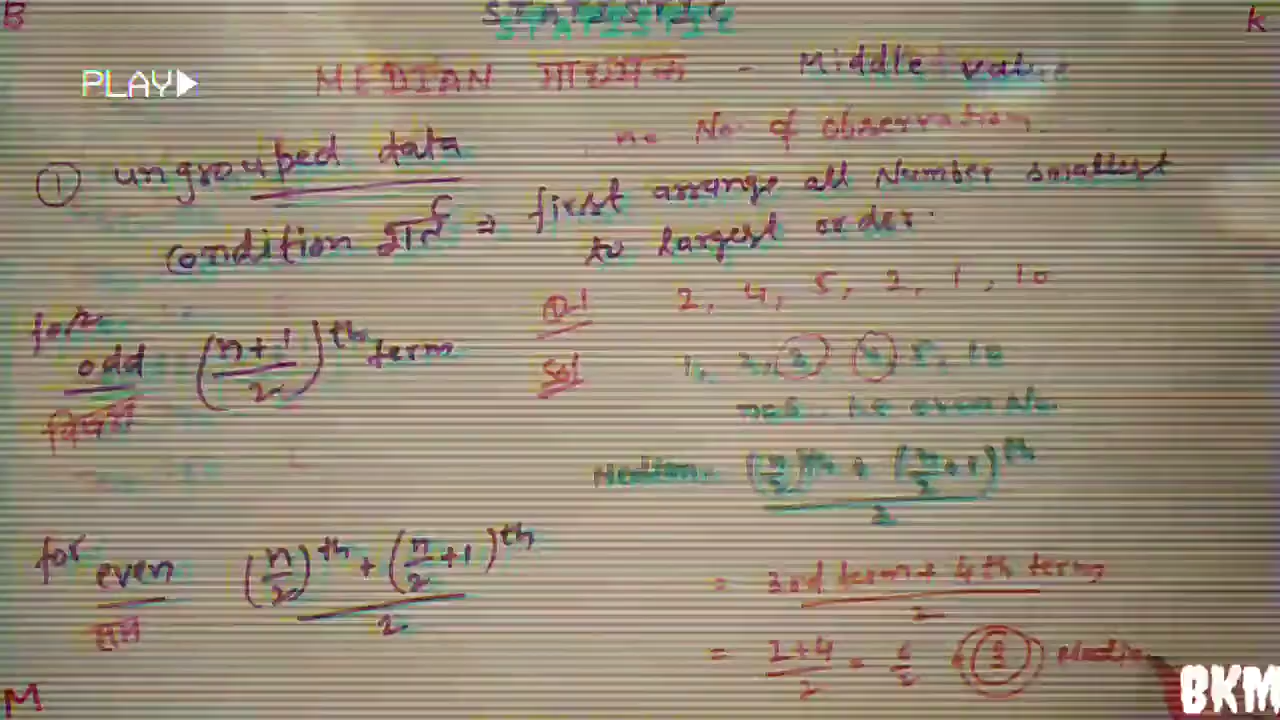 B
K
STATISTIC
PLAY
MEDIAN माध्यक - Middle value
n = No. of observation
① ungrouped data
condition शर्त ⇒ first arrange all Number smallest
to largest order.
Q.1 2, 4, 5, 2, 1, 10
for
odd ((n+1)/2)^th term
विषम
Sol 1, 2, 2, 4, 5, 10
even No.
Median = ((n/2)^th + (n/2 + 1)^th)/2
for
even ((n/2)^th + (n/2 + 1)^th)/2
सम
= (3rd term + 4th term)/2
= (2+4)/2 = 6/2 = 3 Median
M
BKM